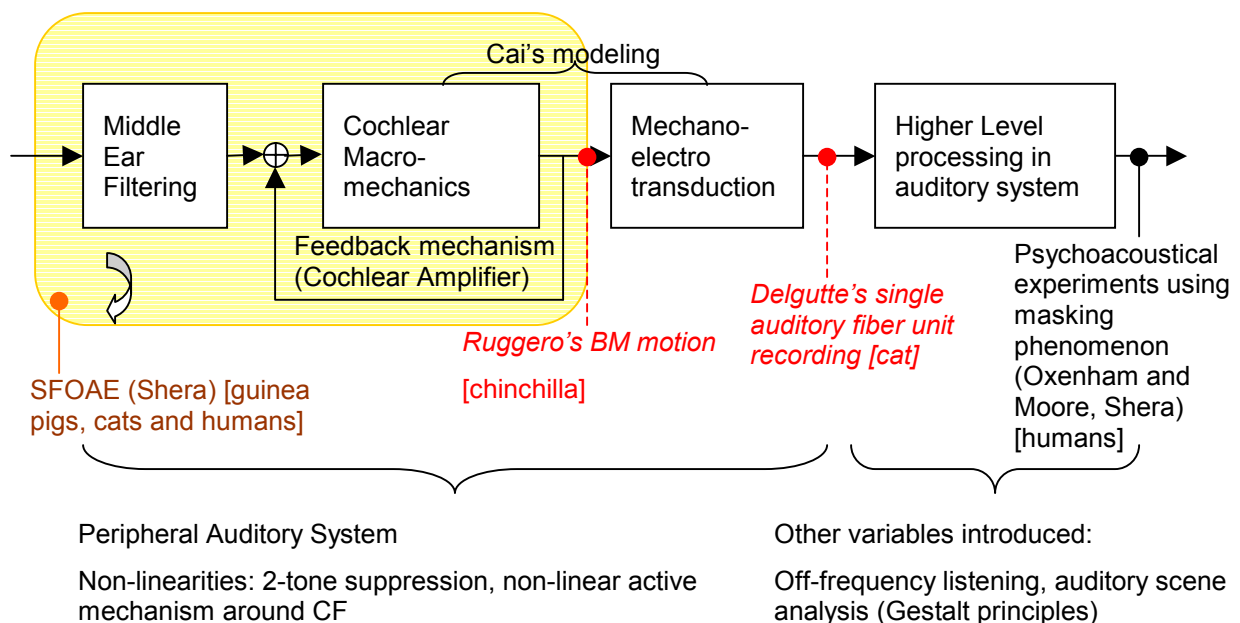 Cai's modeling
Middle
Ear
Filtering
Cochlear
Macro-
mechanics
Mechano-
electro
transduction
Higher Level
processing in
auditory system
Feedback mechanism
(Cochlear Amplifier)
Ruggero's BM motion
[chinchilla]
Delgutte's single
auditory fiber unit
recording [cat]
Psychoacoustical
experiments using
masking
phenomenon
(Oxenham and
Moore, Shera)
[humans]
SFOAE (Shera) [guinea
pigs, cats and humans]
Peripheral Auditory System
Non-linearities: 2-tone suppression, non-linear active
mechanism around CF
Other variables introduced:
Off-frequency listening, auditory scene
analysis (Gestalt principles)